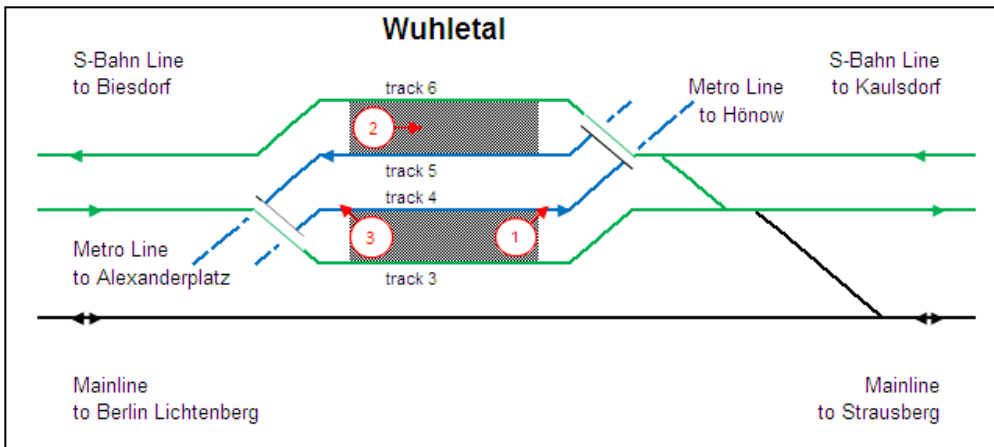 Wuhletal
S-Bahn Line
to Biesdorf
S-Bahn Line
to Kaulsdorf
track 6
Metro Line
to Hönow
2
track 5
track 4
3
1
Metro Line
to Alexanderplatz
track 3
Mainline
to Berlin Lichtenberg
Mainline
to Strausberg